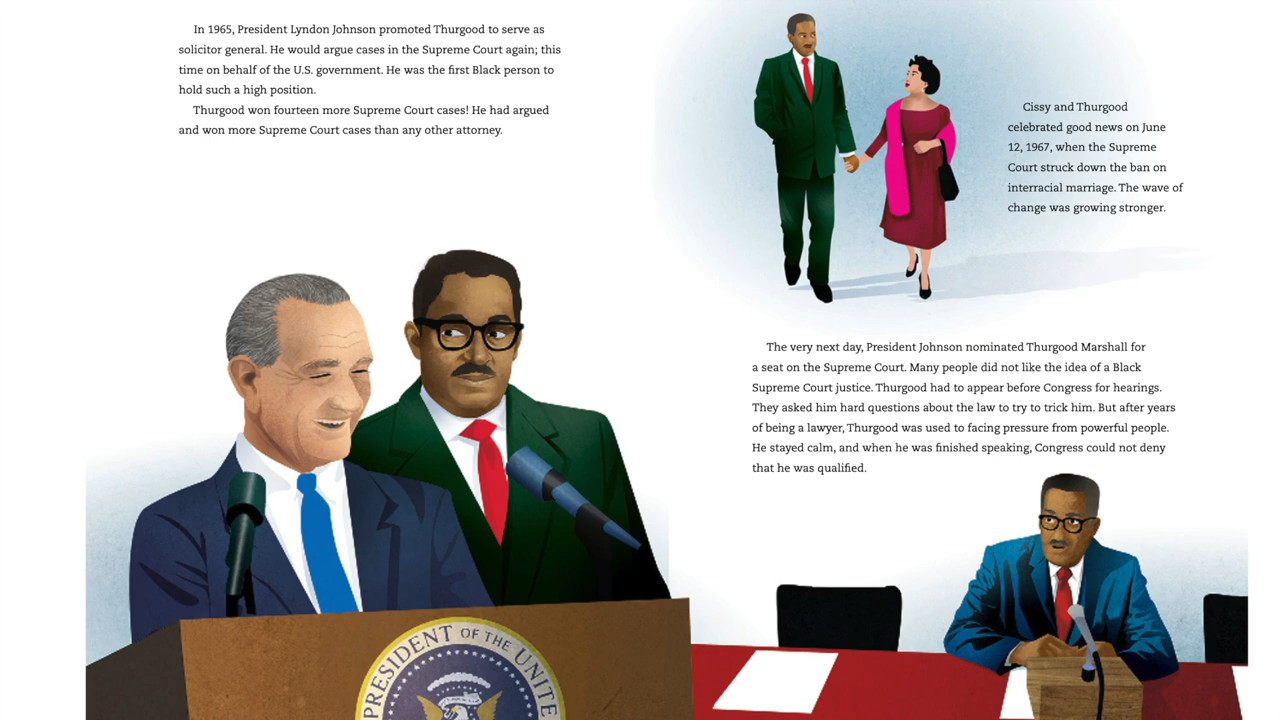 In 1965, President Lyndon Johnson promoted Thurgood to serve as
solicitor general. He would argue cases in the Supreme Court again; this
time on behalf of the U.S. government. He was the first Black person to
hold such a high position.
Thurgood won fourteen more Supreme Court cases! He had argued
and won more Supreme Court cases than any other attorney.
Cissy and Thurgood
celebrated good news on June
12, 1967, when the Supreme
Court struck down the ban on
interracial marriage. The wave of
change was growing stronger.
The very next day, President Johnson nominated Thurgood Marshall for
a seat on the Supreme Court. Many people did not like the idea of a Black
Supreme Court justice. Thurgood had to appear before Congress for hearings.
They asked him hard questions about the law to try to trick him. But after years
of being a lawyer, Thurgood was used to facing pressure from powerful people.
He stayed calm, and when he was finished speaking, Congress could not deny
that he was qualified.
PRESIDENT OF THE UNITE